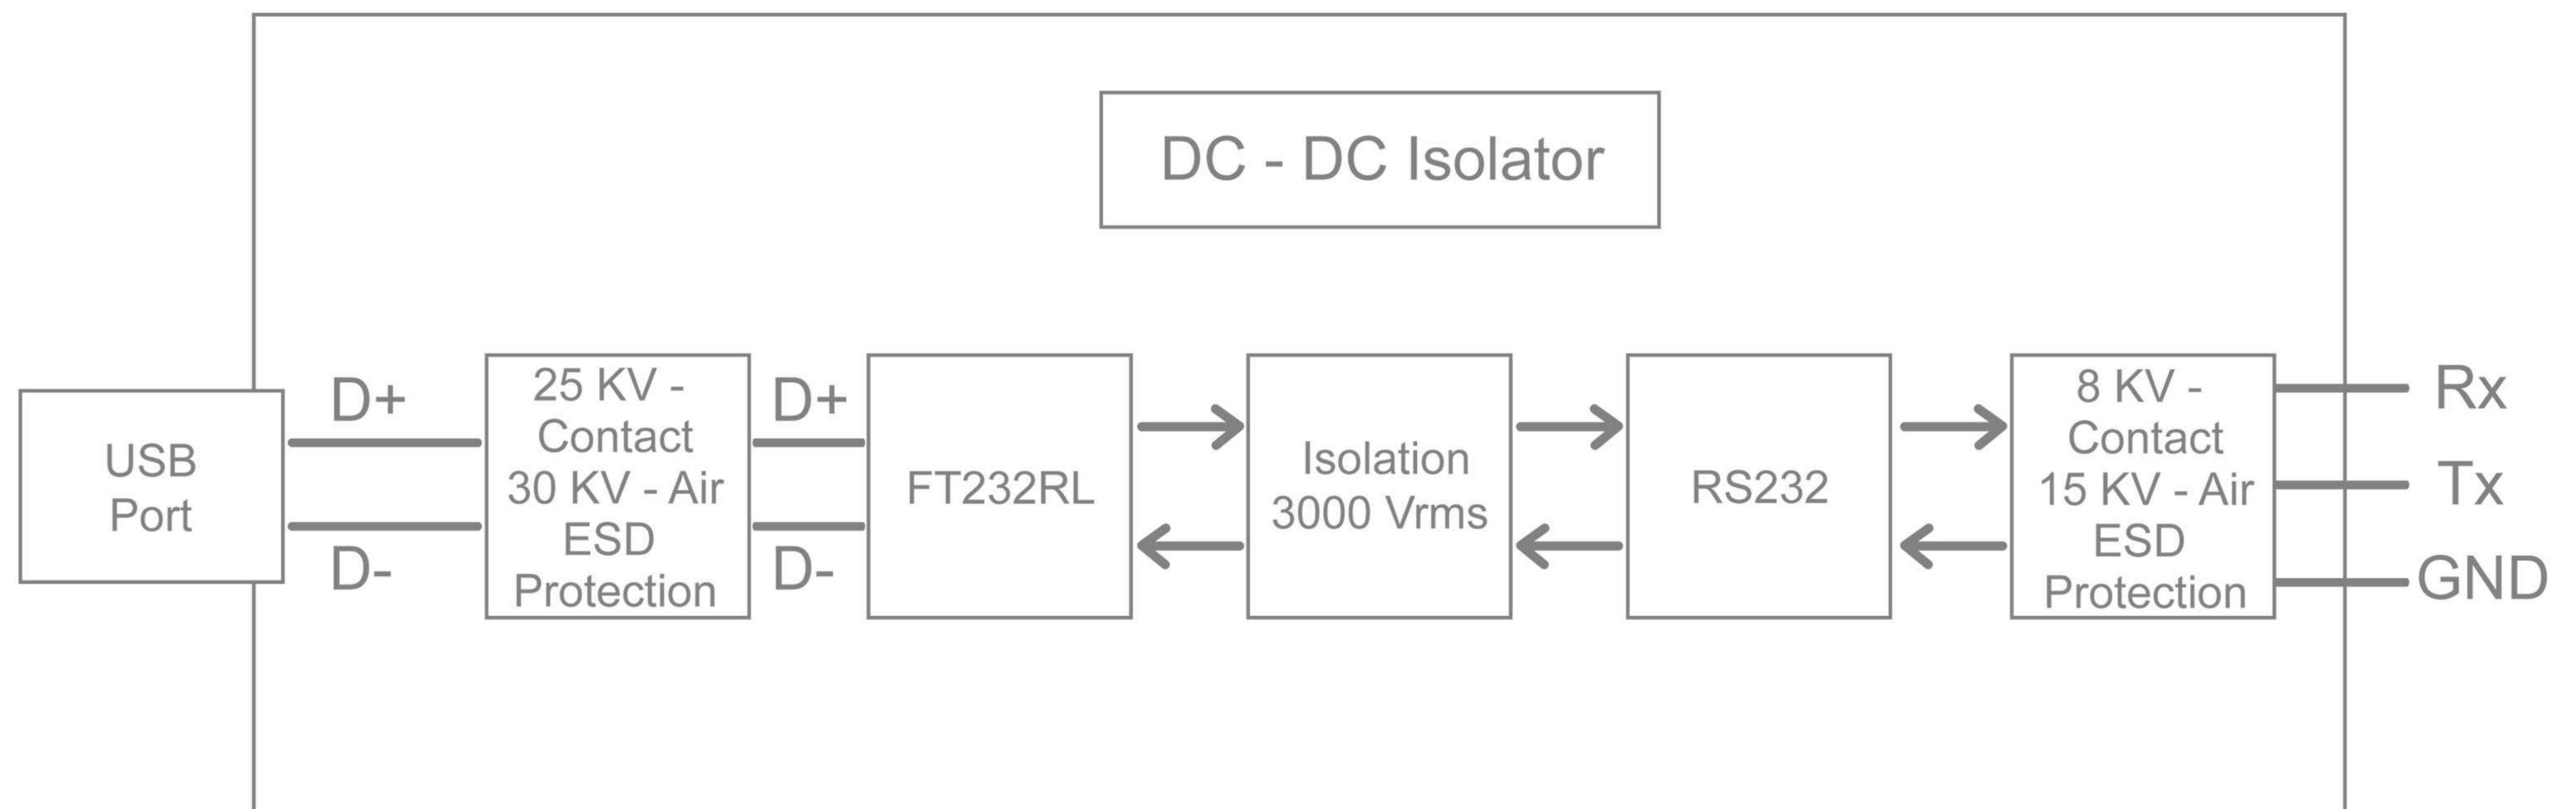 DC - DC Isolator
USB
Port
D+
D-
25 KV -
Contact
30 KV - Air
ESD
Protection
D+
D-
FT232RL
Isolation
3000 Vrms
RS232
8 KV -
Contact
15 KV - Air
ESD
Protection
Rx
Tx
GND